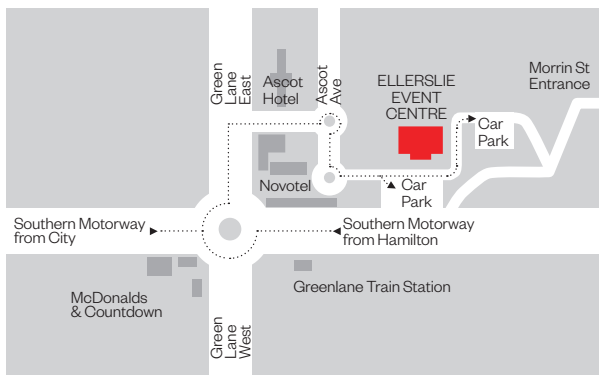 Green
Lane
East
Ascot
Hotel
Ascot
Ave
ELLERSLIE
EVENT
CENTRE
Morrin St
Entrance
Car
Park
Novotel
Car
Park
Southern Motorway
from City
Southern Motorway
from Hamilton
McDonalds
& Countdown
Green
Lane
West
Greenlane Train Station